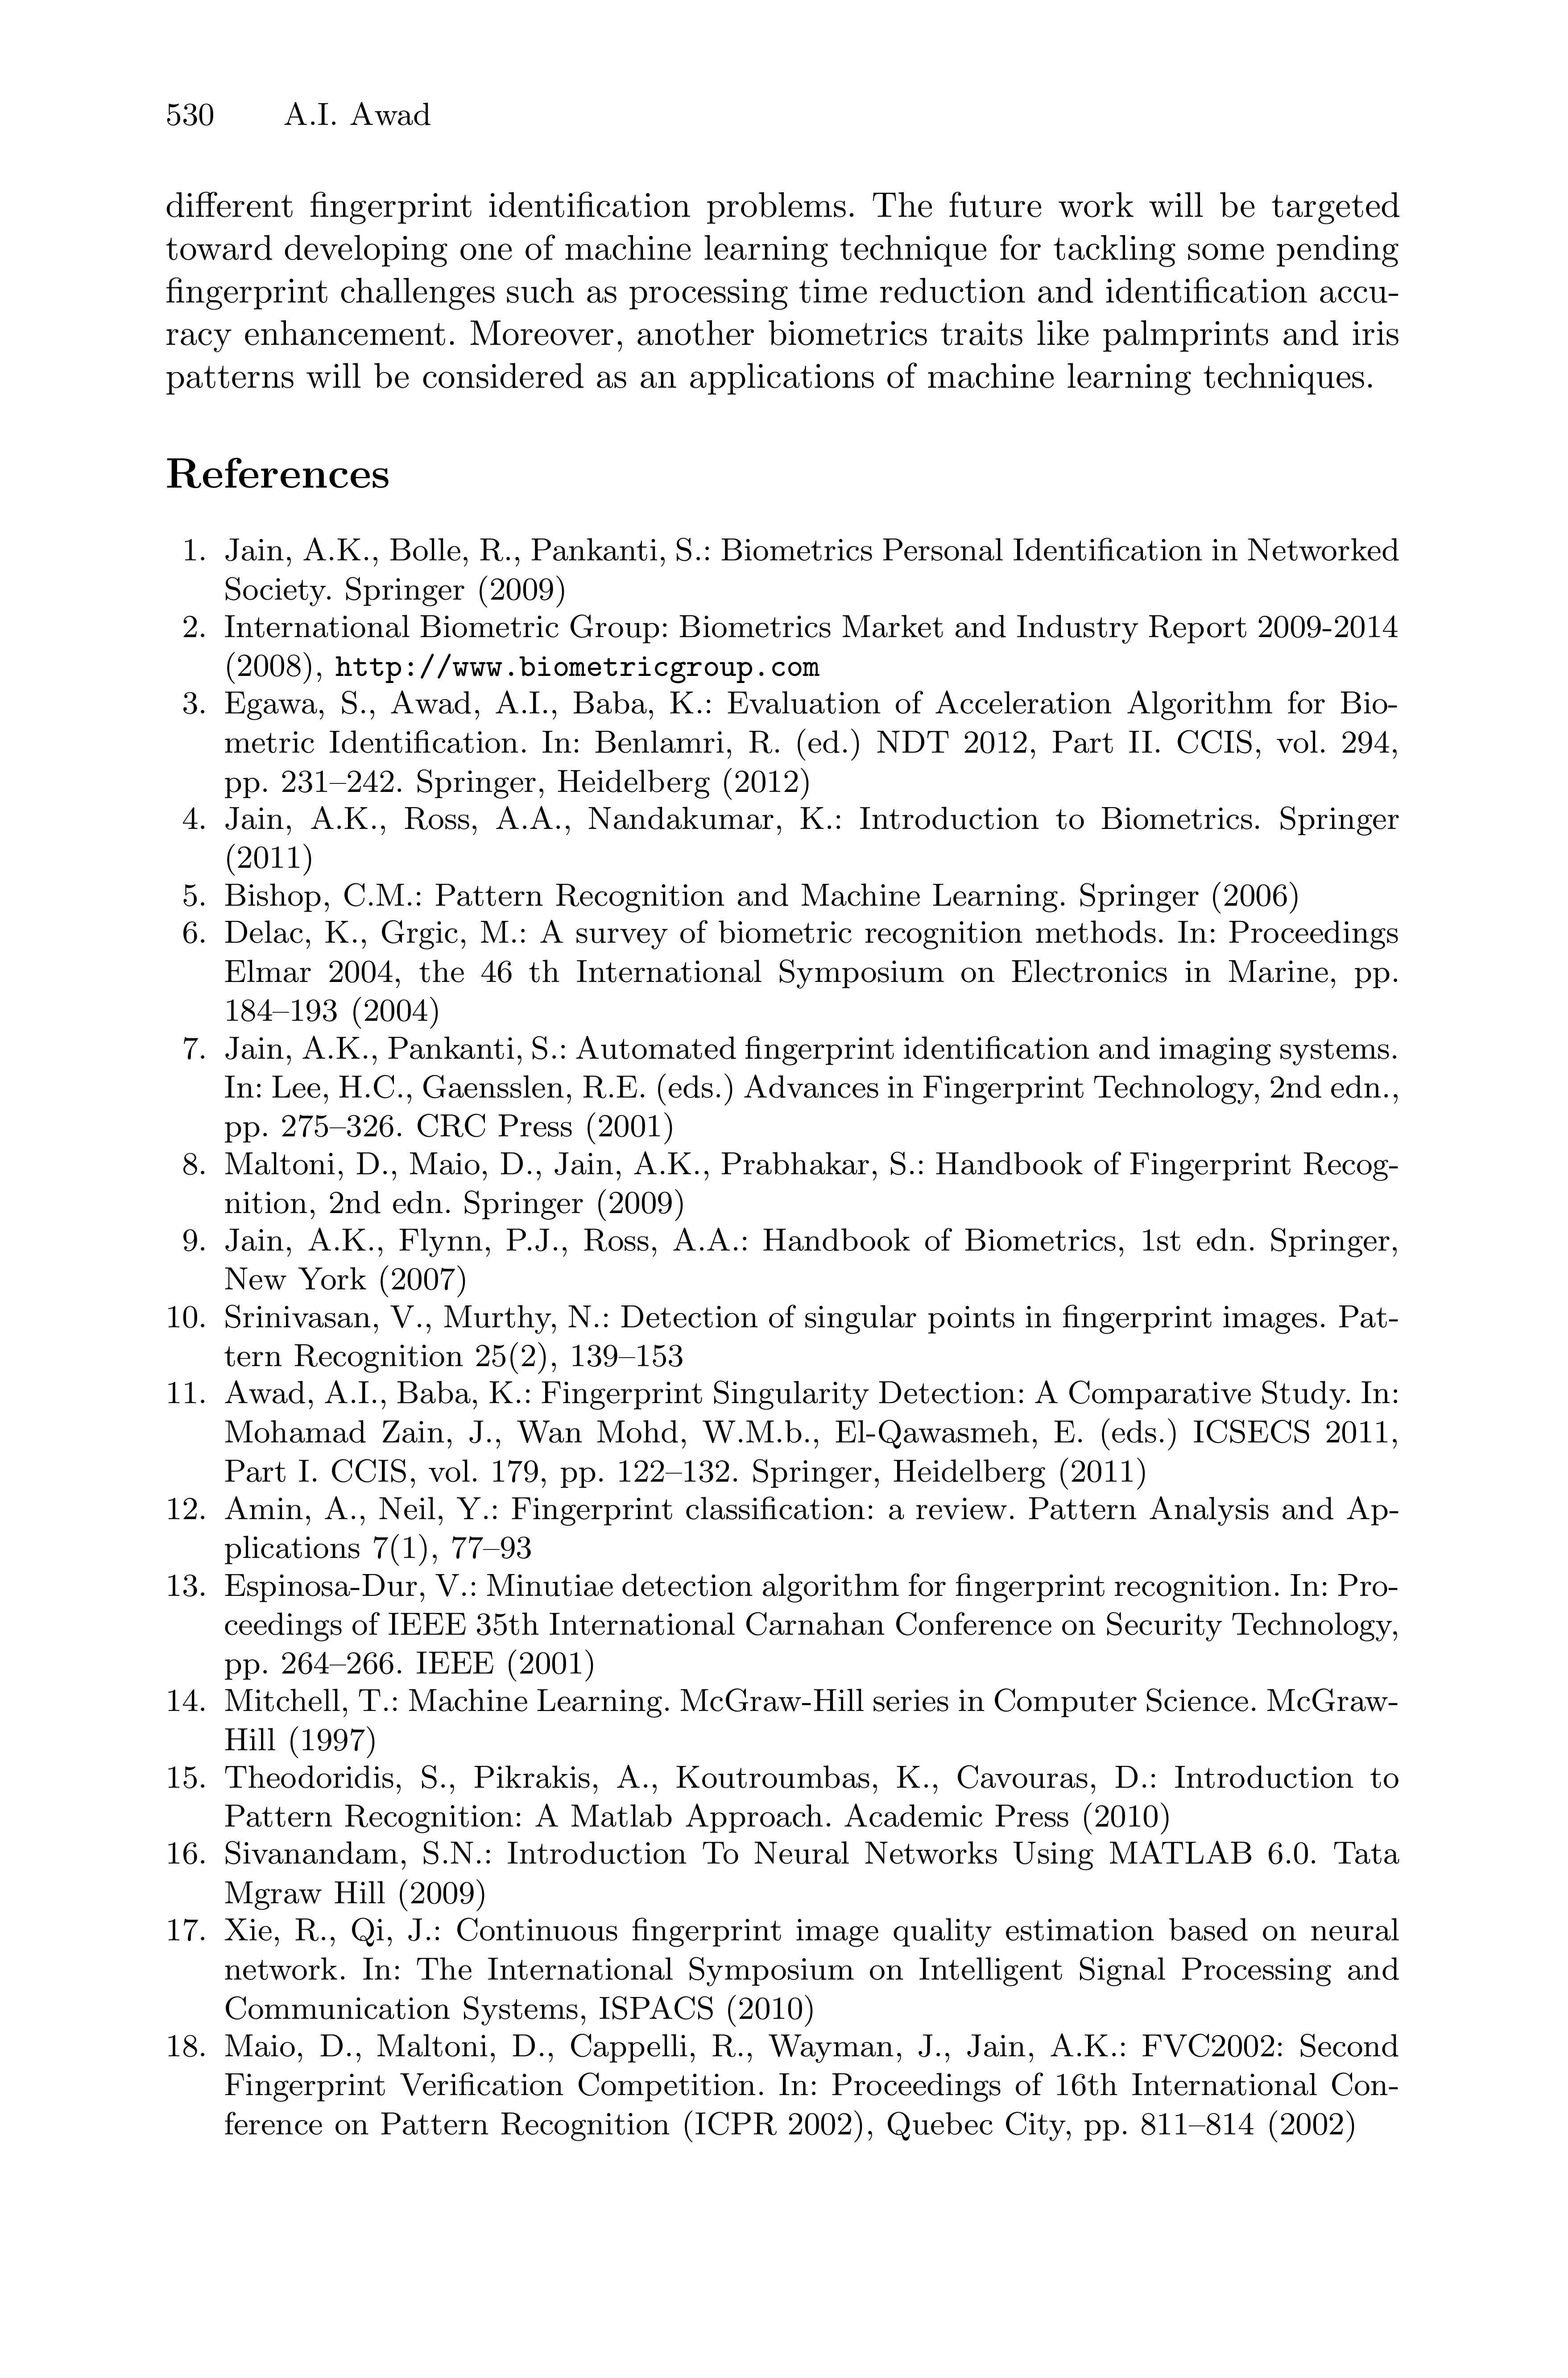 530 A.I. Awad
different fingerprint identification problems. The future work will be targeted
toward developing one of machine learning technique for tackling some pending
fingerprint challenges such as processing time reduction and identification accu-
racy enhancement. Moreover, another biometrics traits like palmprints and iris
patterns will be considered as an applications of machine learning techniques.
References
1. Jain, A.K., Bolle, R., Pankanti, S.: Biometrics Personal Identification in Networked
Society. Springer (2009)
2. International Biometric Group: Biometrics Market and Industry Report 2009-2014
(2008), http://www.biometricgroup.com
3. Egawa, S., Awad, A.I., Baba, K.: Evaluation of Acceleration Algorithm for Bio-
metric Identification. In: Benlamri, R. (ed.) NDT 2012, Part II. CCIS, vol. 294,
pp. 231–242. Springer, Heidelberg (2012)
4. Jain, A.K., Ross, A.A., Nandakumar, K.: Introduction to Biometrics. Springer
(2011)
5. Bishop, C.M.: Pattern Recognition and Machine Learning. Springer (2006)
6. Delac, K., Grgic, M.: A survey of biometric recognition methods. In: Proceedings
Elmar 2004, the 46 th International Symposium on Electronics in Marine, pp.
184–193 (2004)
7. Jain, A.K., Pankanti, S.: Automated fingerprint identification and imaging systems.
In: Lee, H.C., Gaensslen, R.E. (eds.) Advances in Fingerprint Technology, 2nd edn.,
pp. 275–326. CRC Press (2001)
8. Maltoni, D., Maio, D., Jain, A.K., Prabhakar, S.: Handbook of Fingerprint Recog-
nition, 2nd edn. Springer (2009)
9. Jain, A.K., Flynn, P.J., Ross, A.A.: Handbook of Biometrics, 1st edn. Springer,
New York (2007)
10. Srinivasan, V., Murthy, N.: Detection of singular points in fingerprint images. Pat-
tern Recognition 25(2), 139–153
11. Awad, A.I., Baba, K.: Fingerprint Singularity Detection: A Comparative Study. In:
Mohamad Zain, J., Wan Mohd, W.M.b., El-Qawasmeh, E. (eds.) ICSECS 2011,
Part I. CCIS, vol. 179, pp. 122–132. Springer, Heidelberg (2011)
12. Amin, A., Neil, Y.: Fingerprint classification: a review. Pattern Analysis and Ap-
plications 7(1), 77–93
13. Espinosa-Dur, V.: Minutiae detection algorithm for fingerprint recognition. In: Pro-
ceedings of IEEE 35th International Carnahan Conference on Security Technology,
pp. 264–266. IEEE (2001)
14. Mitchell, T.: Machine Learning. McGraw-Hill series in Computer Science. McGraw-
Hill (1997)
15. Theodoridis, S., Pikrakis, A., Koutroumbas, K., Cavouras, D.: Introduction to
Pattern Recognition: A Matlab Approach. Academic Press (2010)
16. Sivanandam, S.N.: Introduction To Neural Networks Using MATLAB 6.0. Tata
Mgraw Hill (2009)
17. Xie, R., Qi, J.: Continuous fingerprint image quality estimation based on neural
network. In: The International Symposium on Intelligent Signal Processing and
Communication Systems, ISPACS (2010)
18. Maio, D., Maltoni, D., Cappelli, R., Wayman, J., Jain, A.K.: FVC2002: Second
Fingerprint Verification Competition. In: Proceedings of 16th International Con-
ference on Pattern Recognition (ICPR 2002), Quebec City, pp. 811–814 (2002)